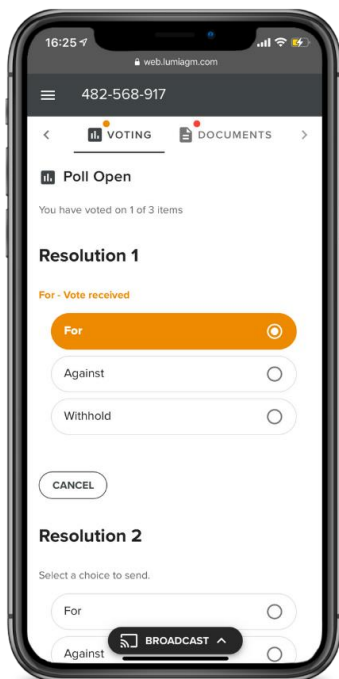 16:25
web.lumiagm.com
482-568-917
VOTING
DOCUMENTS
Poll Open
You have voted on 1 of 3 items
Resolution 1
For - Vote received
For
Against
Withhold
CANCEL
Resolution 2
Select a choice to send.
For
BROADCAST
Against